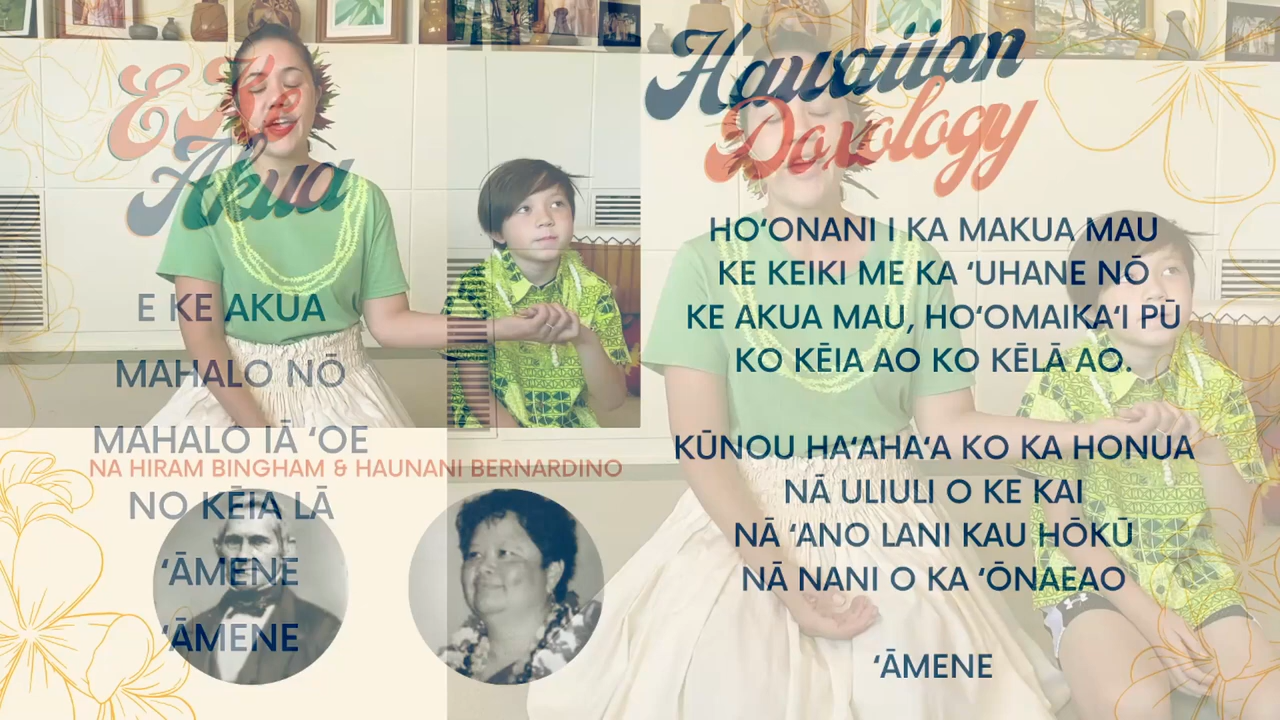 E Ke
Akua
E KE AKUA
MAHALO NŌ
MAHALO IĀ ʻOE
NA HIRAM BINGHAM & HAUNANI BERNARDINO
NO KĒIA LĀ
ʻĀMENE
ʻĀMENE
Hawaiian
Doxology
HOʻONANI I KA MAKUA MAU
KE KEIKI ME KA ʻUHANE NŌ
KE AKUA MAU, HOʻOMAIKAʻI PŪ
KO KĒIA AO KO KĒLĀ AO.
KŪNOU HAʻAHAʻA KO KA HONUA
NĀ ULIULI O KE KAI
NĀ ʻANO LANI KAU HŌKŪ
NĀ NANI O KA ʻŌNAEAO
ʻĀMENE